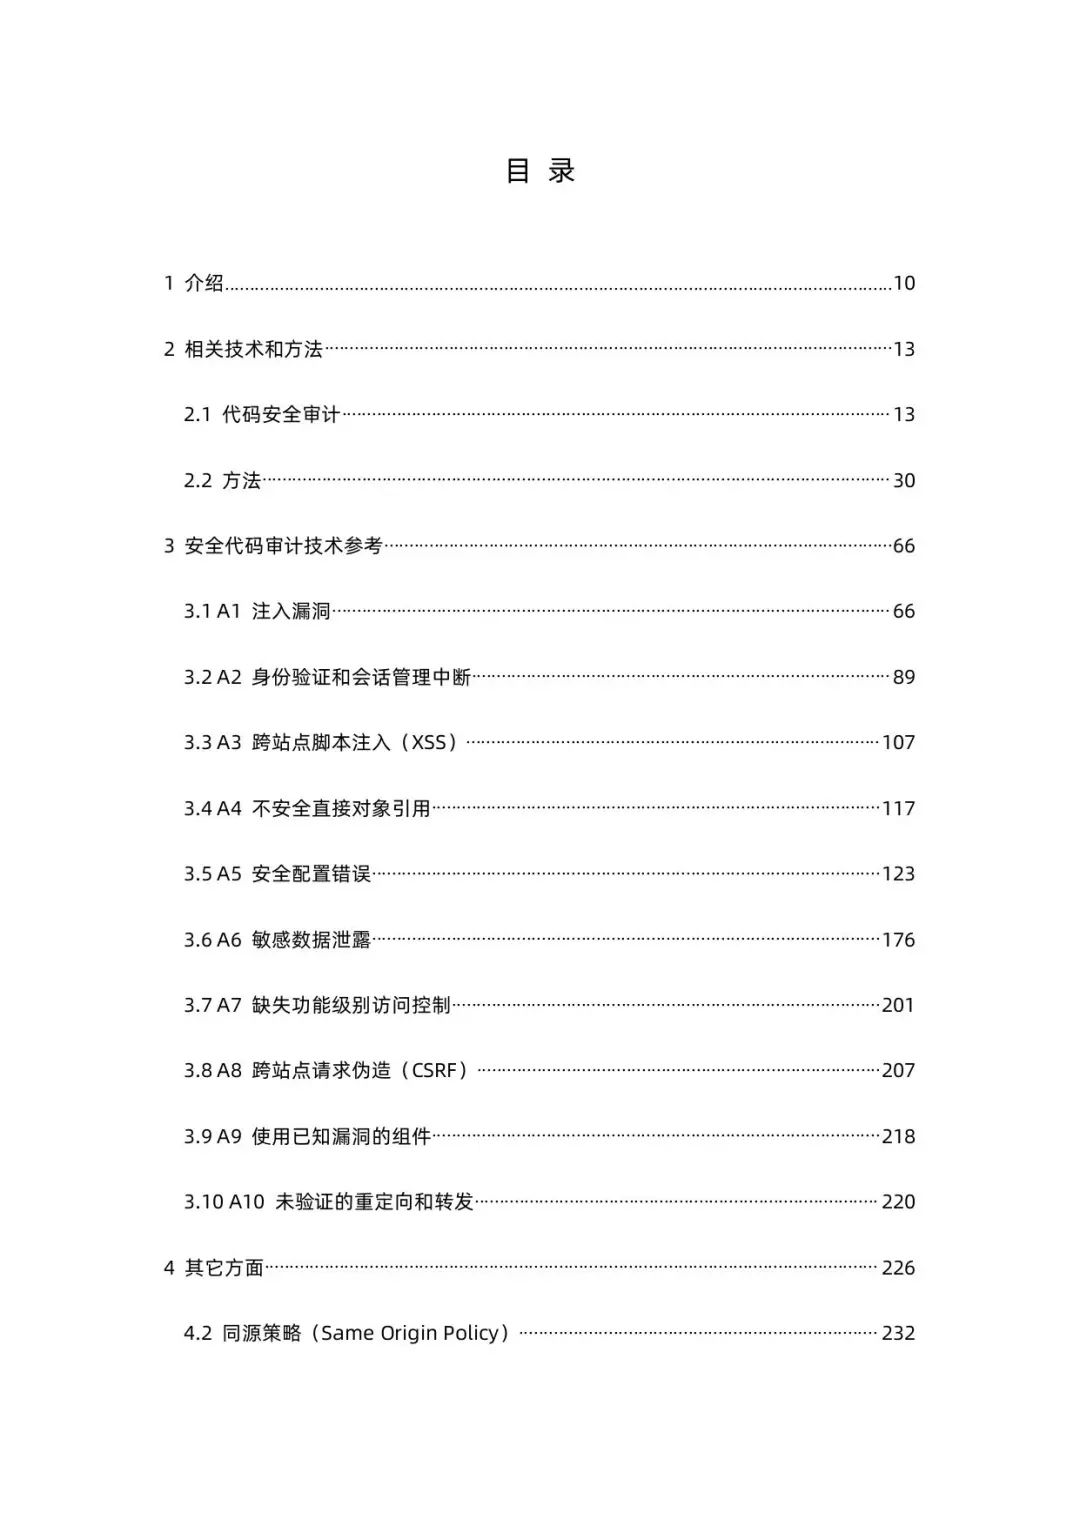 目 录
1 介绍........................................10
2 相关技术和方法........................................13
2.1 代码安全审计........................................13
2.2 方法........................................30
3 安全代码审计技术参考........................................66
3.1 A1 注入漏洞........................................66
3.2 A2 身份验证和会话管理中断........................................89
3.3 A3 跨站点脚本注入（XSS）........................................107
3.4 A4 不安全直接对象引用........................................117
3.5 A5 安全配置错误........................................123
3.6 A6 敏感数据泄露........................................176
3.7 A7 缺失功能级别访问控制........................................201
3.8 A8 跨站点请求伪造（CSRF）........................................207
3.9 A9 使用已知漏洞的组件........................................218
3.10 A10 未验证的重定向和转发........................................220
4 其它方面........................................226
4.2 同源策略（Same Origin Policy）........................................232